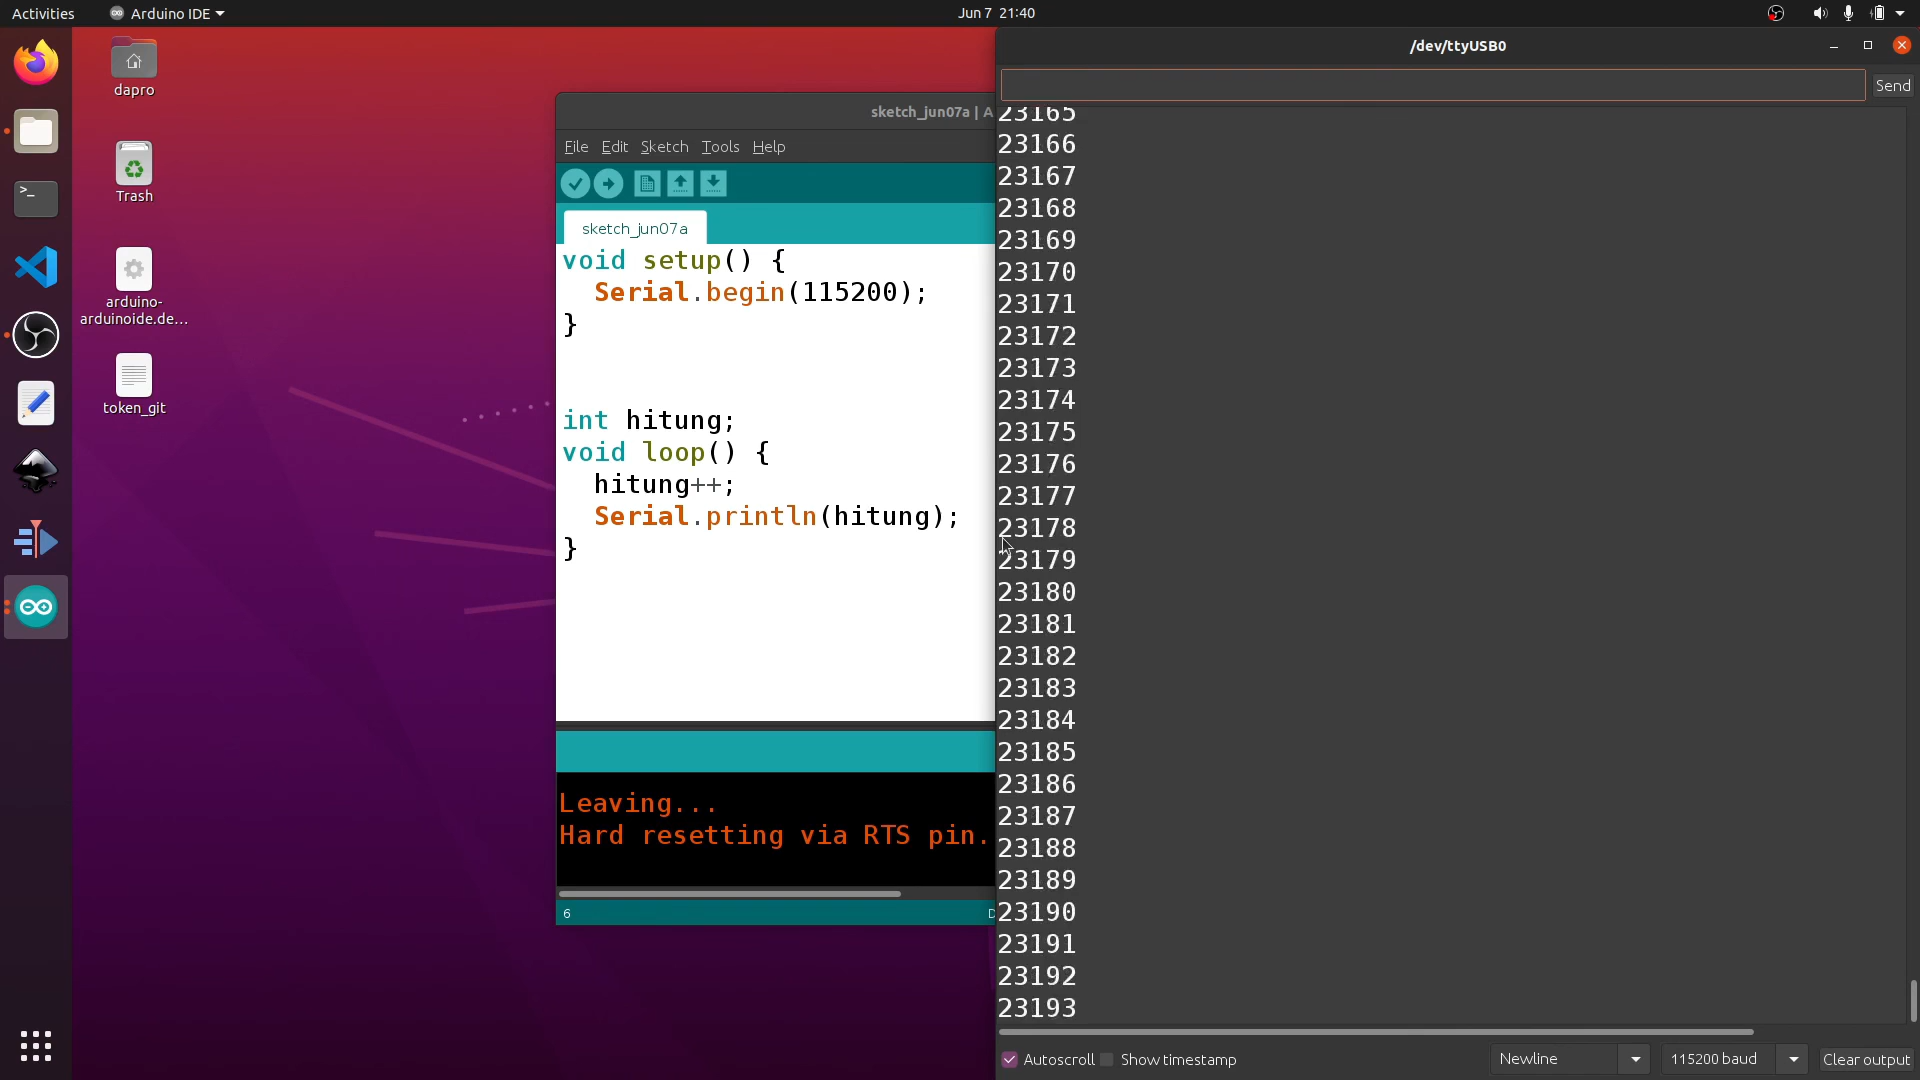 Activities
Arduino IDE
Jun 7 21:40
dapro
Trash
arduino-
arduinoide.de...
token_git
sketch_jun07a | A
File Edit Sketch Tools Help
sketch_jun07a
void setup() {
  Serial.begin(115200);
}
int hitung;
void loop() {
  hitung++;
  Serial.println(hitung);
}
Leaving...
Hard resetting via RTS pin.
6
D
/dev/ttyUSB0
Send
23165
23166
23167
23168
23169
23170
23171
23172
23173
23174
23175
23176
23177
23178
23179
23180
23181
23182
23183
23184
23185
23186
23187
23188
23189
23190
23191
23192
23193
Autoscroll Show timestamp
Newline
115200 baud
Clear output